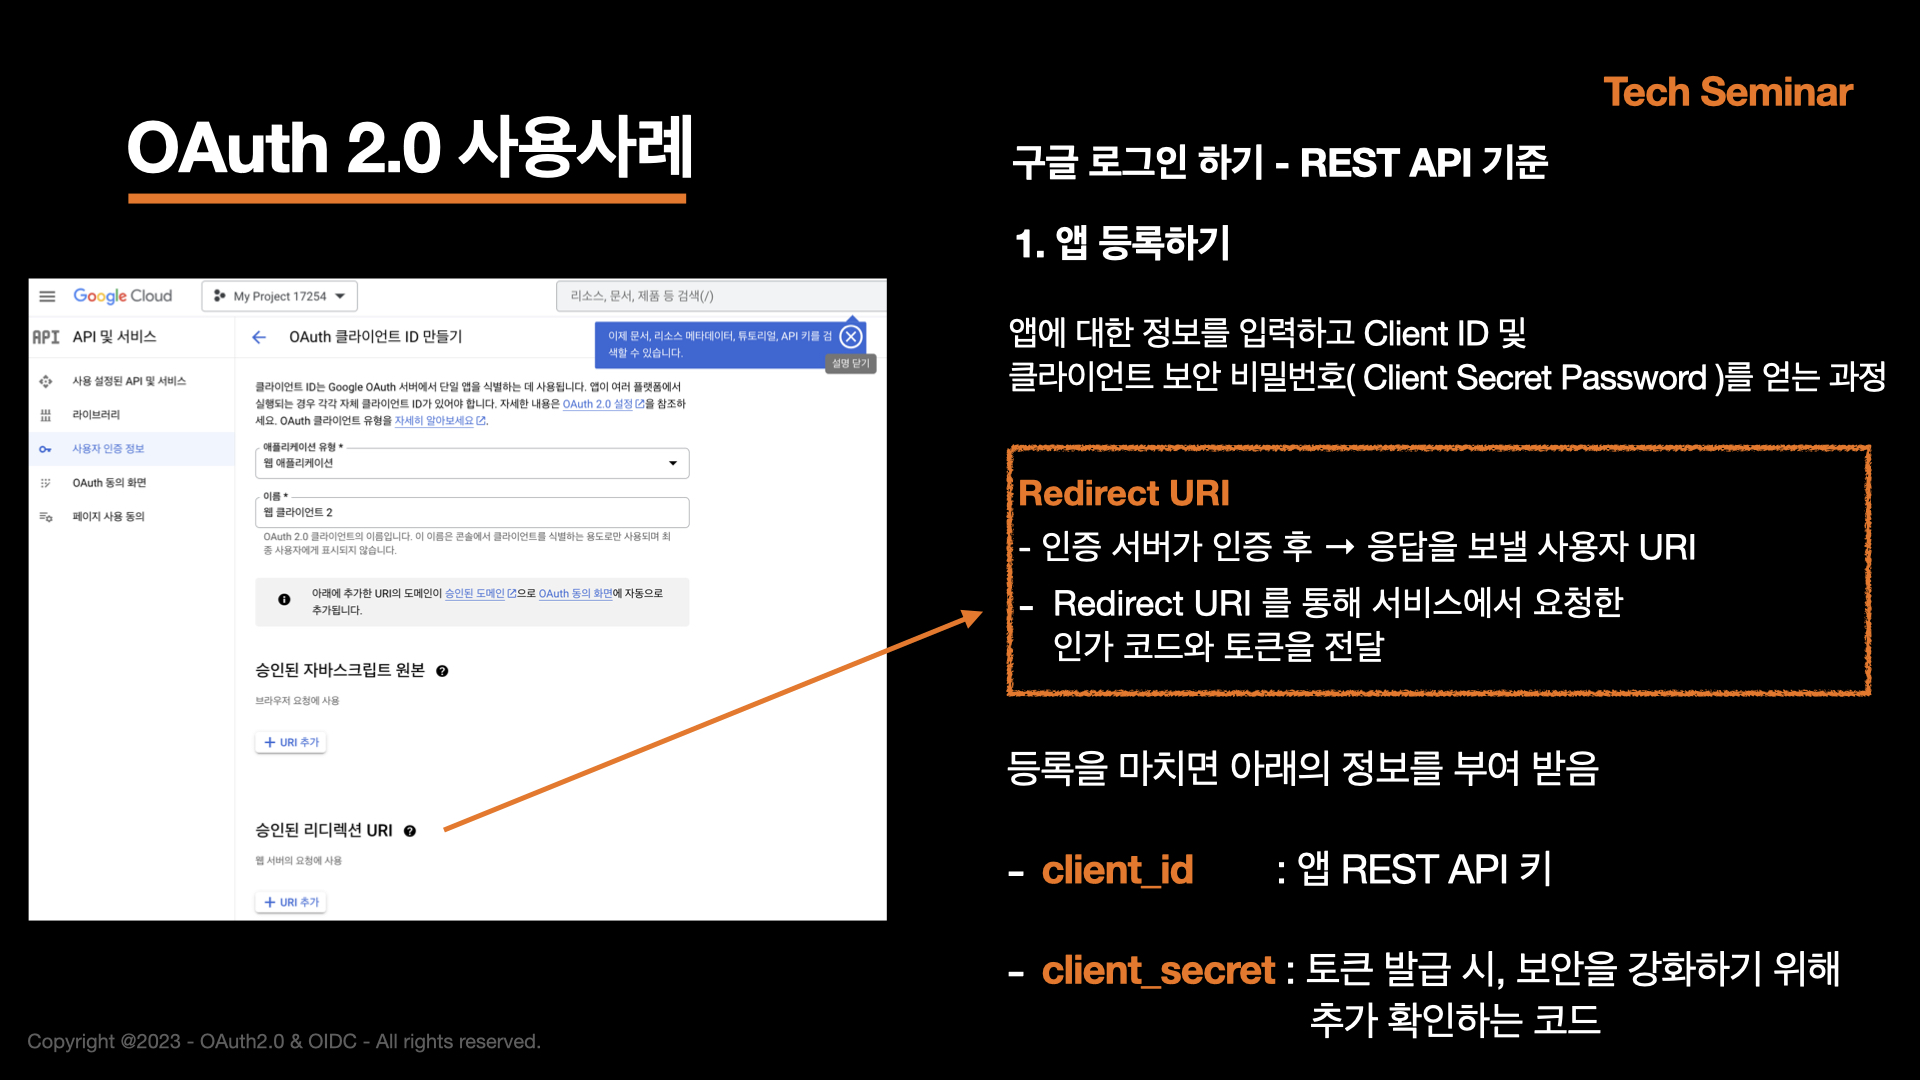 Tech Seminar
OAuth 2.0 사용사례
Google Cloud
My Project 17254
리소스, 문서, 제품 등 검색(/)
API API 및 서비스
OAuth 클라이언트 ID 만들기
이제 문서, 리소스 메타데이터, 튜토리얼, API 키를 검
색할 수 있습니다.
설명 닫기
사용 설정된 API 및 서비스
라이브러리
사용자 인증 정보
OAuth 동의 화면
페이지 사용 동의
클라이언트 ID는 Google OAuth 서버에서 단일 앱을 식별하는 데 사용됩니다. 앱이 여러 플랫폼에서
실행되는 경우 각각 자체 클라이언트 ID가 있어야 합니다. 자세한 내용은 OAuth 2.0 설정을 참조하
세요. OAuth 클라이언트 유형을 자세히 알아보세요.
애플리케이션 유형 *
웹 애플리케이션
이름 *
웹 클라이언트 2
OAuth 2.0 클라이언트의 이름입니다. 이 이름은 콘솔에서 클라이언트를 식별하는 용도로만 사용되며 최
종 사용자에게 표시되지 않습니다.
아래에 추가한 URI의 도메인이 승인된 도메인으로 OAuth 동의 화면에 자동으로
추가됩니다.
승인된 자바스크립트 원본
브라우저 요청에 사용
+ URI 추가
승인된 리디렉션 URI
웹 서버의 요청에 사용
+ URI 추가
구글 로그인 하기 - REST API 기준
1. 앱 등록하기
앱에 대한 정보를 입력하고 Client ID 및
클라이언트 보안 비밀번호( Client Secret Password )를 얻는 과정
Redirect URI
- 인증 서버가 인증 후 → 응답을 보낼 사용자 URI
- Redirect URI 를 통해 서비스에서 요청한
인가 코드와 토큰을 전달
등록을 마치면 아래의 정보를 부여 받음
- client_id : 앱 REST API 키
- client_secret : 토큰 발급 시, 보안을 강화하기 위해
추가 확인하는 코드
Copyright @2023 - OAuth2.0 & OIDC - All rights reserved.